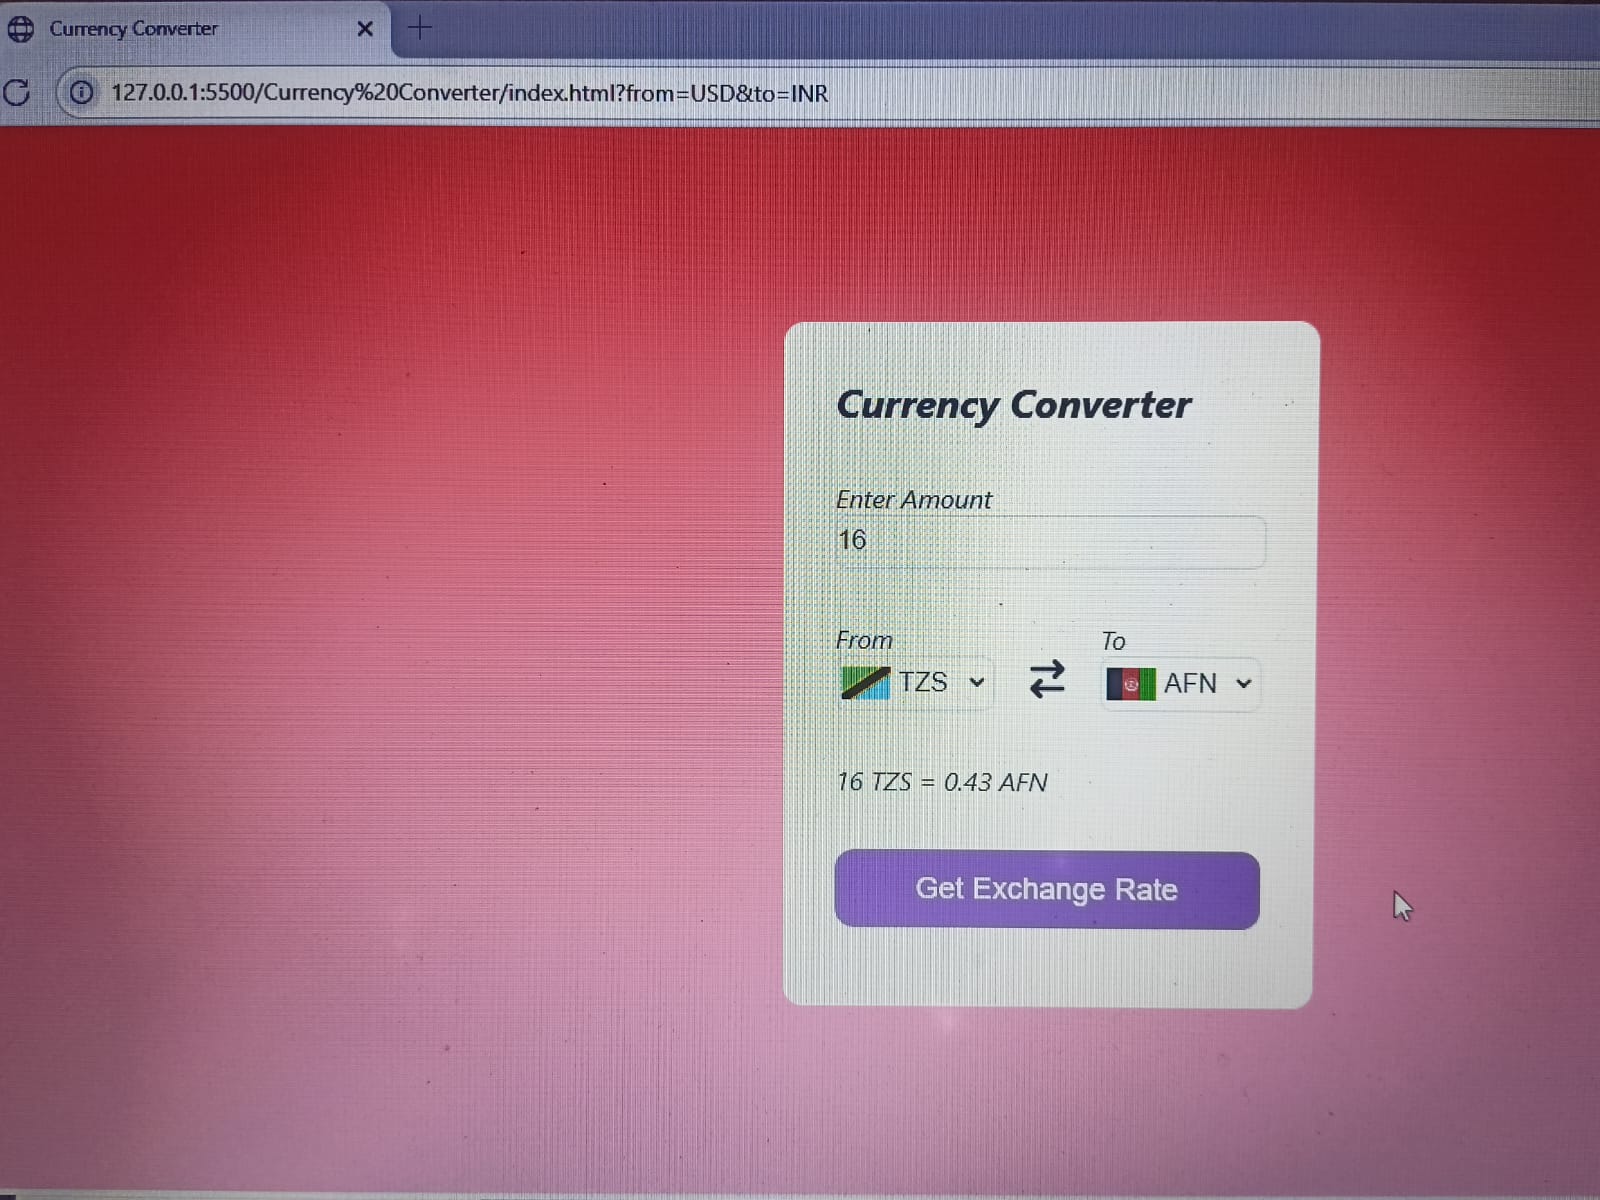 Currency Converter
127.0.0.1:5500/Currency%20Converter/index.html?from=USD&to=INR
Currency Converter
Enter Amount
16
From To
TZS AFN
16 TZS = 0.43 AFN
Get Exchange Rate